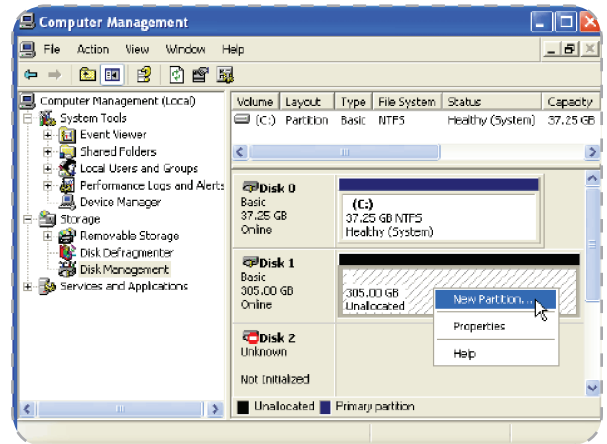 Computer Management
File Action View Window Help
Computer Management (Local)
System Tools
Event Viewer
Shared Folders
Local Users and Groups
Performance Logs and Alerts
Device Manager
Storage
Removable Storage
Disk Defragmenter
Disk Management
Services and Applications
Volume Layout Type File System Status Capacity
(C:) Partition Basic NTFS Healthy (System) 37.25 GB
Disk 0
Basic
37.25 GB
Online
(C:)
37.25 GB NTFS
Healthy (System)
Disk 1
Basic
305.00 GB
Online
305.00 GB
Unallocated
New Partition...
Properties
Help
Disk 2
Unknown
Not Initialized
Unallocated Primary partition